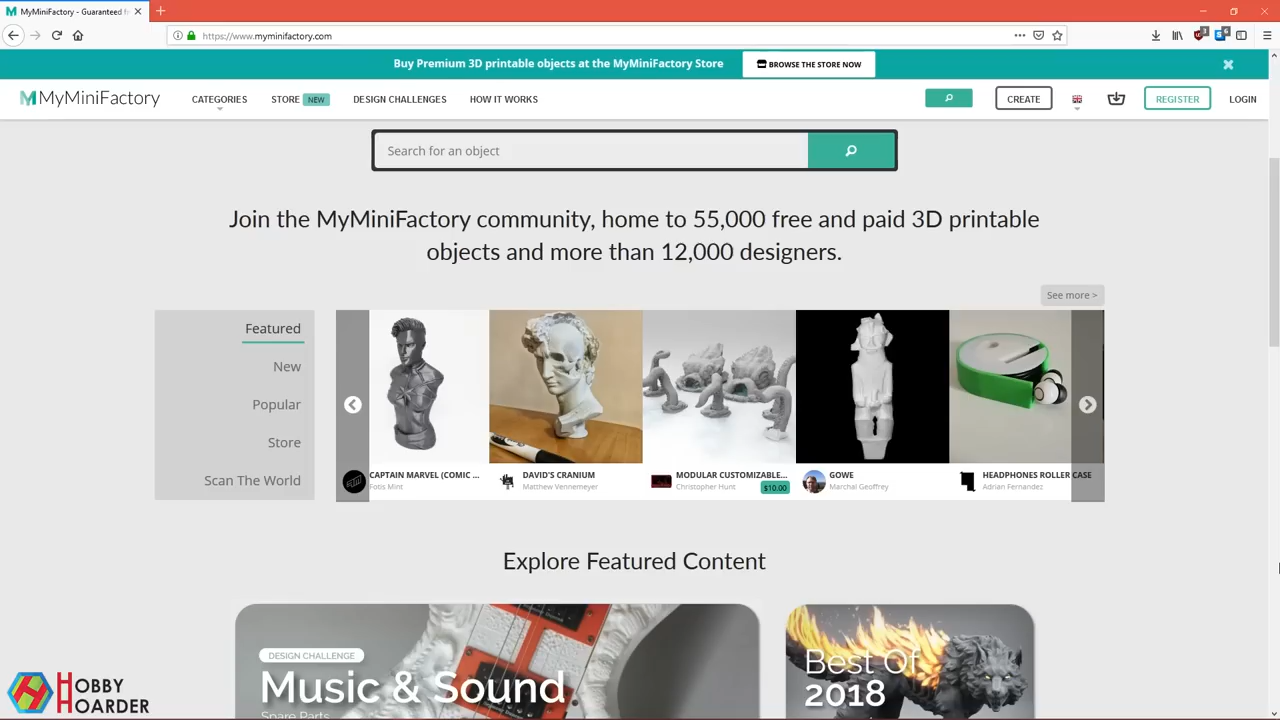 MyMiniFactory - Guaranteed fr
https://www.myminifactory.com
Buy Premium 3D printable objects at the MyMiniFactory Store
BROWSE THE STORE NOW
MyMiniFactory
CATEGORIES
STORE NEW
DESIGN CHALLENGES
HOW IT WORKS
CREATE
REGISTER
LOGIN
Search for an object
Join the MyMiniFactory community, home to 55,000 free and paid 3D printable
objects and more than 12,000 designers.
See more >
Featured
New
Popular
Store
Scan The World
CAPTAIN MARVEL (COMIC ...
Fotis Mint
DAVID'S CRANIUM
Matthew Vennemeyer
MODULAR CUSTOMIZABLE...
Christopher Hunt
$10.00
GOWE
Marchal Geoffrey
HEADPHONES ROLLER CASE
Adrian Fernandez
Explore Featured Content
DESIGN CHALLENGE
Music & Sound
Spare Parts
Best Of
2018
HOBBY
HOARDER